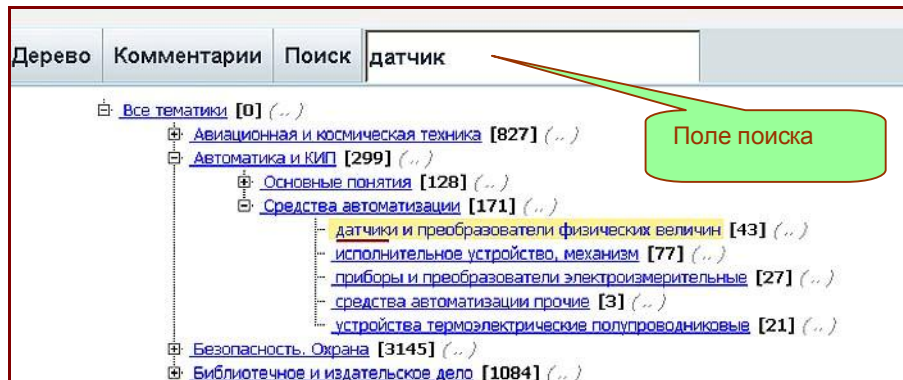 Дерево Комментарии Поиск датчик
Поле поиска
Все тематики [0] (..)
Авиационная и космическая техника [827] (..)
Автоматика и КИП [299] (..)
Основные понятия [128] (..)
Средства автоматизации [171] (..)
датчики и преобразователи физических величин [43] (..)
исполнительное устройство, механизм [77] (..)
приборы и преобразователи электроизмерительные [27] (..)
средства автоматизации прочие [3] (..)
устройства термоэлектрические полупроводниковые [21] (..)
Безопасность. Охрана [3145] (..)
Библиотечное и издательское дело [1084] (..)